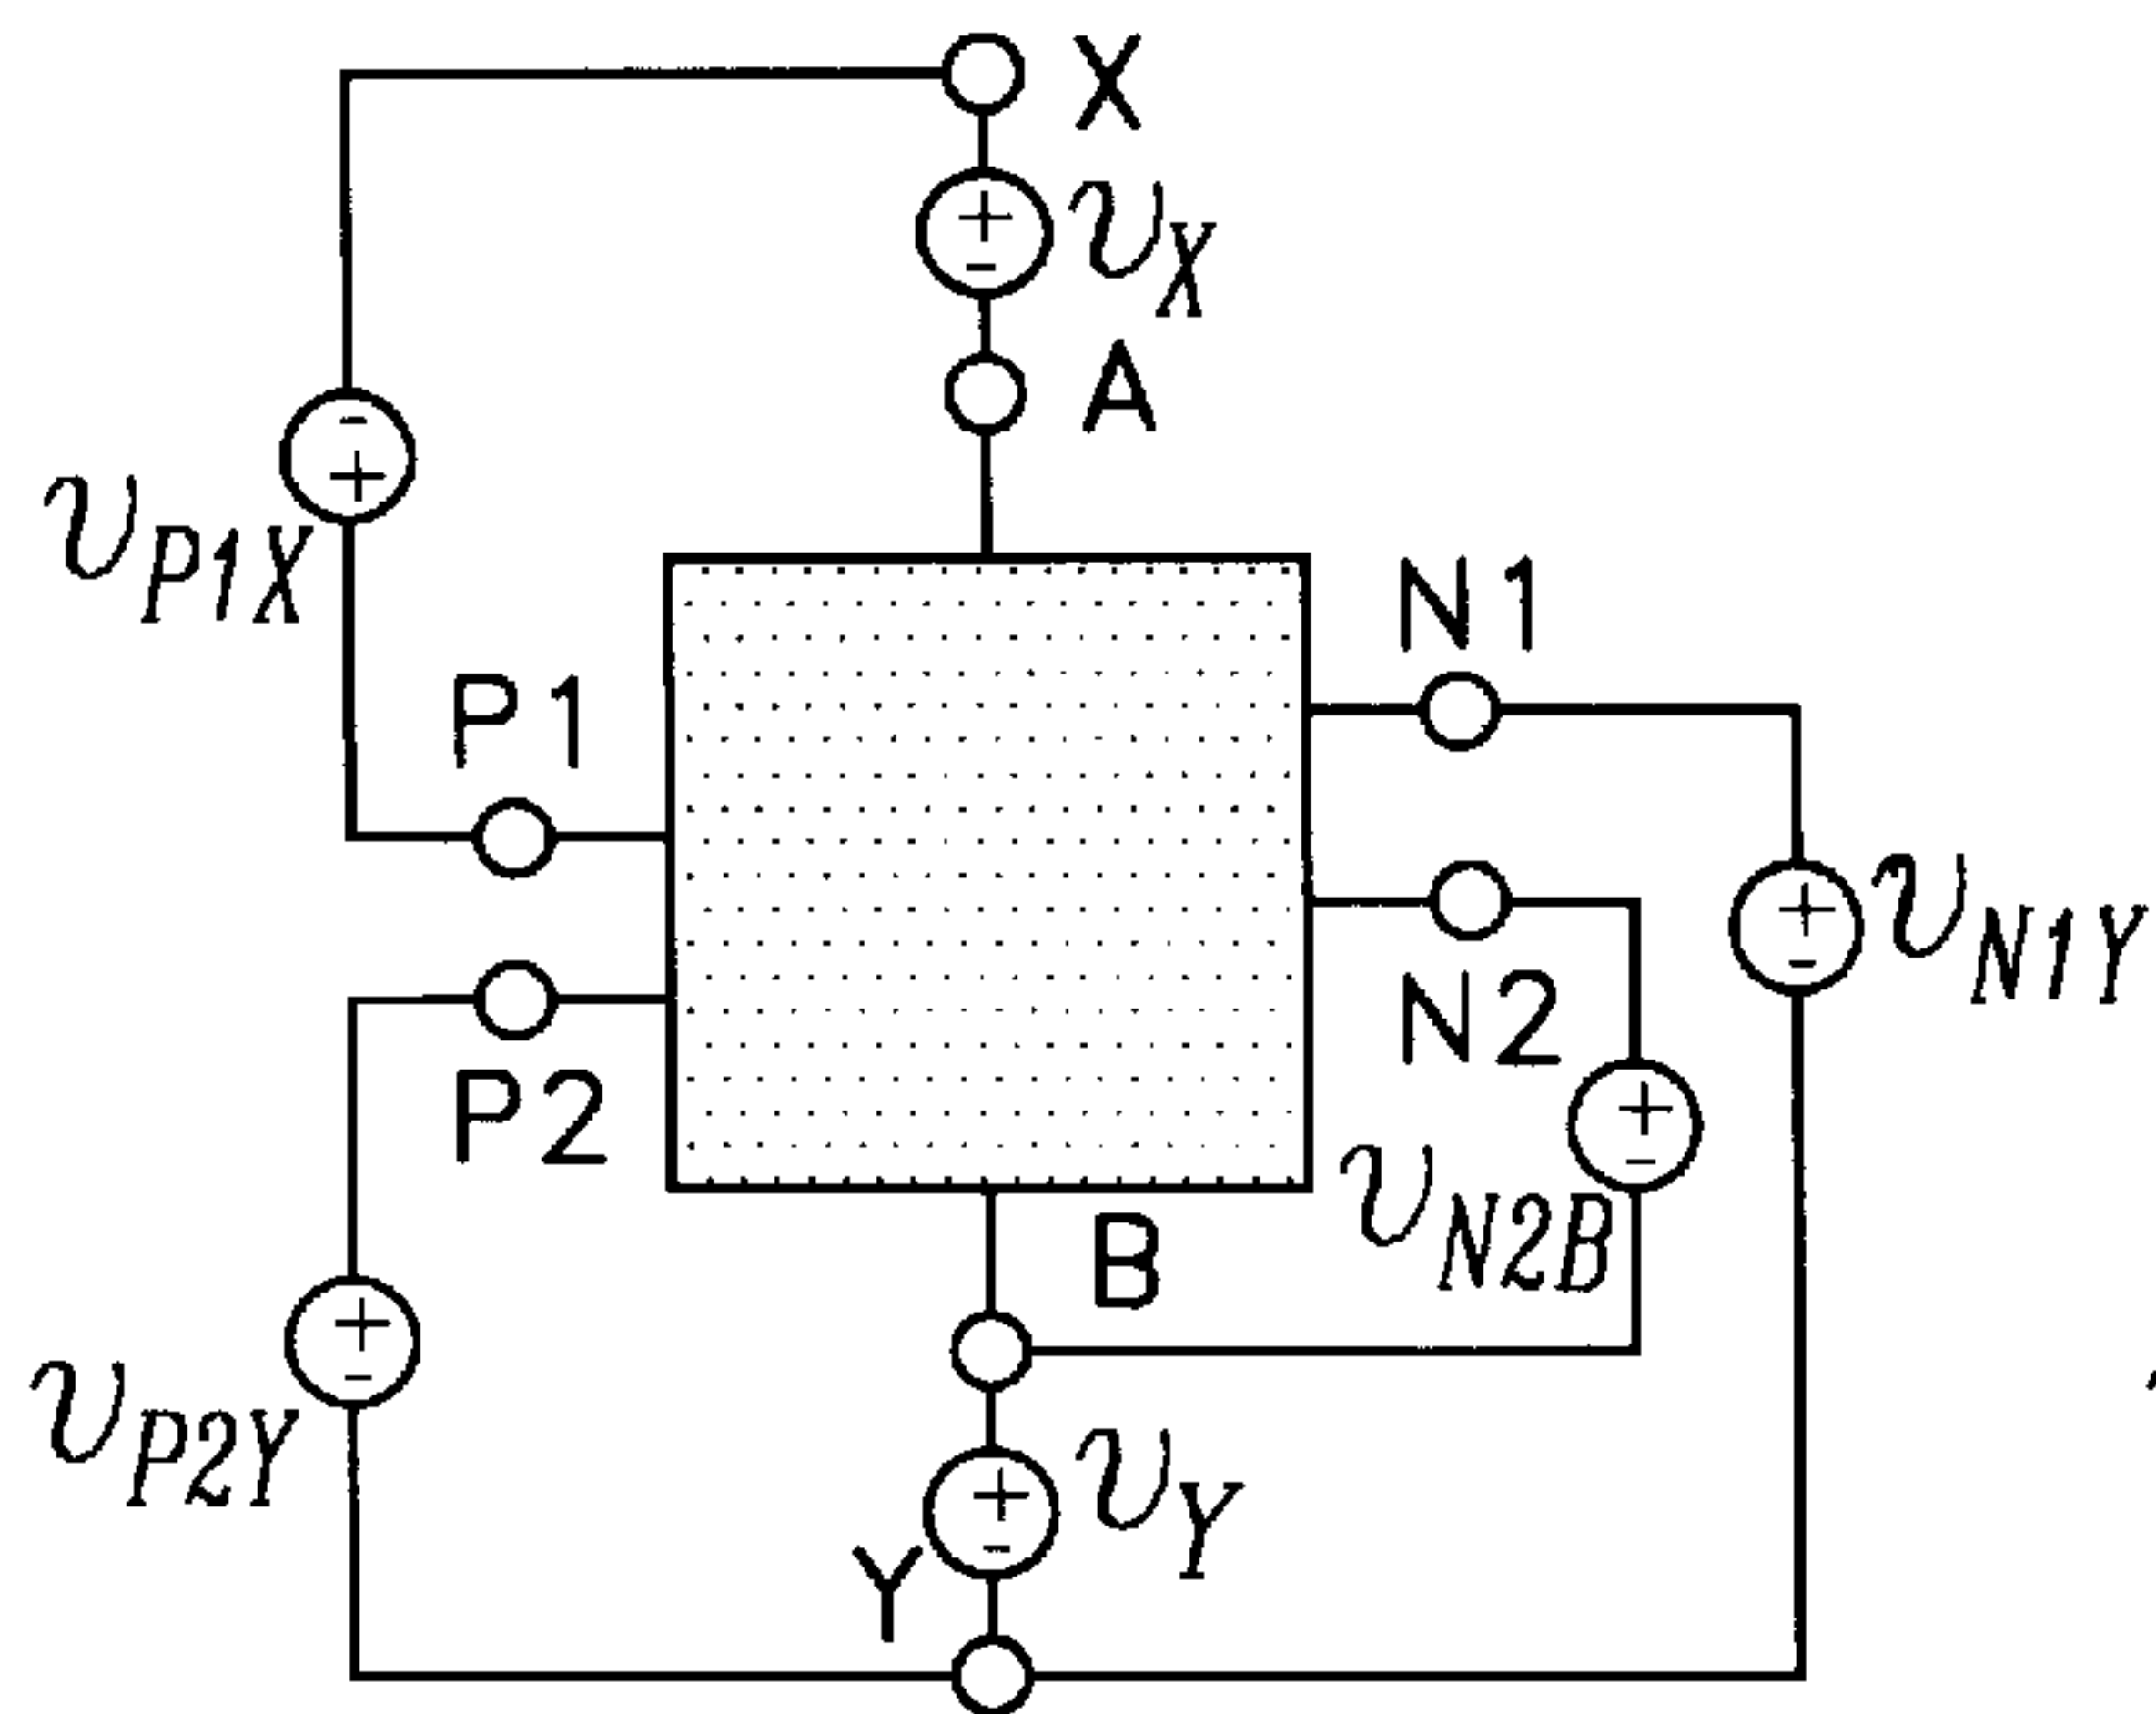 X
+
-
v_X
A
-
+
v_P1X
N1
P1
+
-
v_N1Y
N2
P2
+
-
v_N2B
B
+
-
v_P2Y
+
-
v_Y
Y